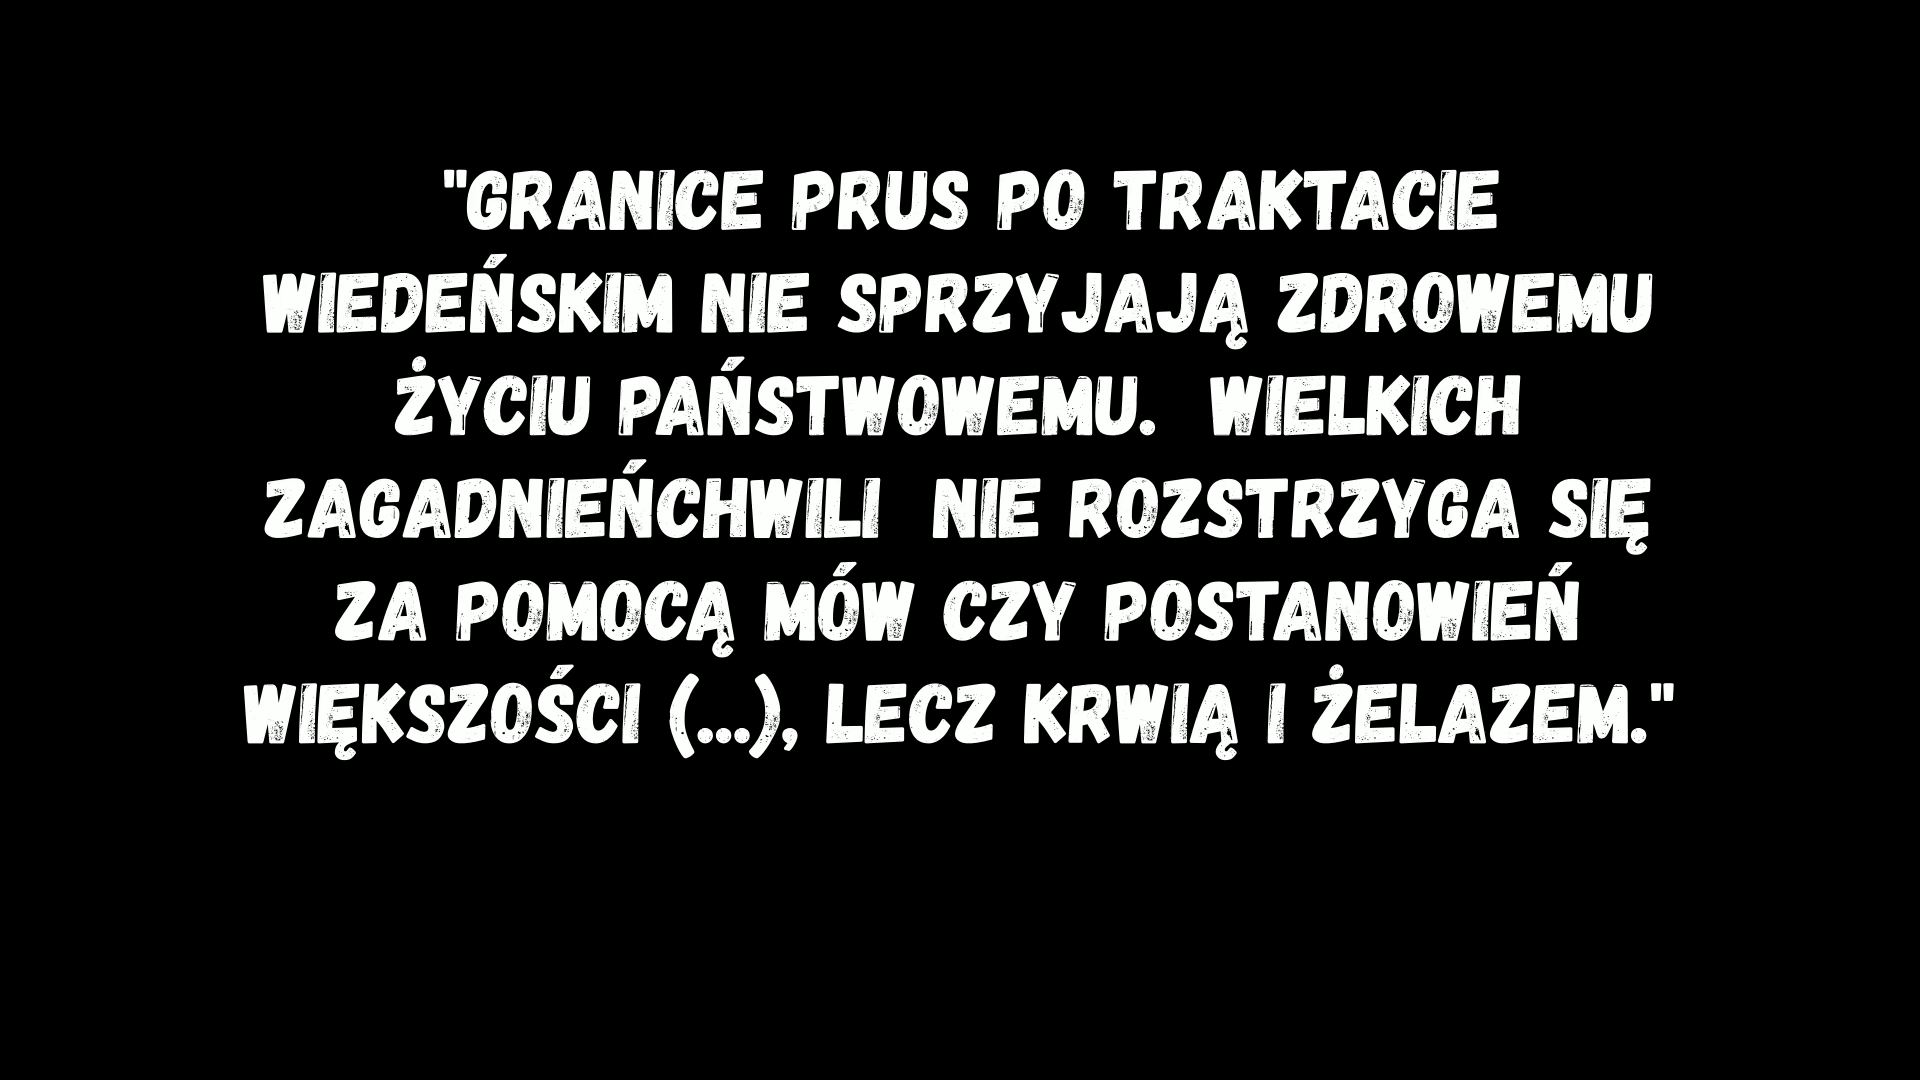 "GRANICE PRUS PO TRAKTACIE
WIEDEŃSKIM NIE SPRZYJAJĄ ZDROWEMU
ŻYCIU PAŃSTWOWEMU.  WIELKICH
ZAGADNIEŃCHWILI  NIE ROZSTRZYGA SIĘ
ZA POMOCĄ MÓW CZY POSTANOWIEŃ
WIĘKSZOŚCI (...), LECZ KRWIĄ I ŻELAZEM."